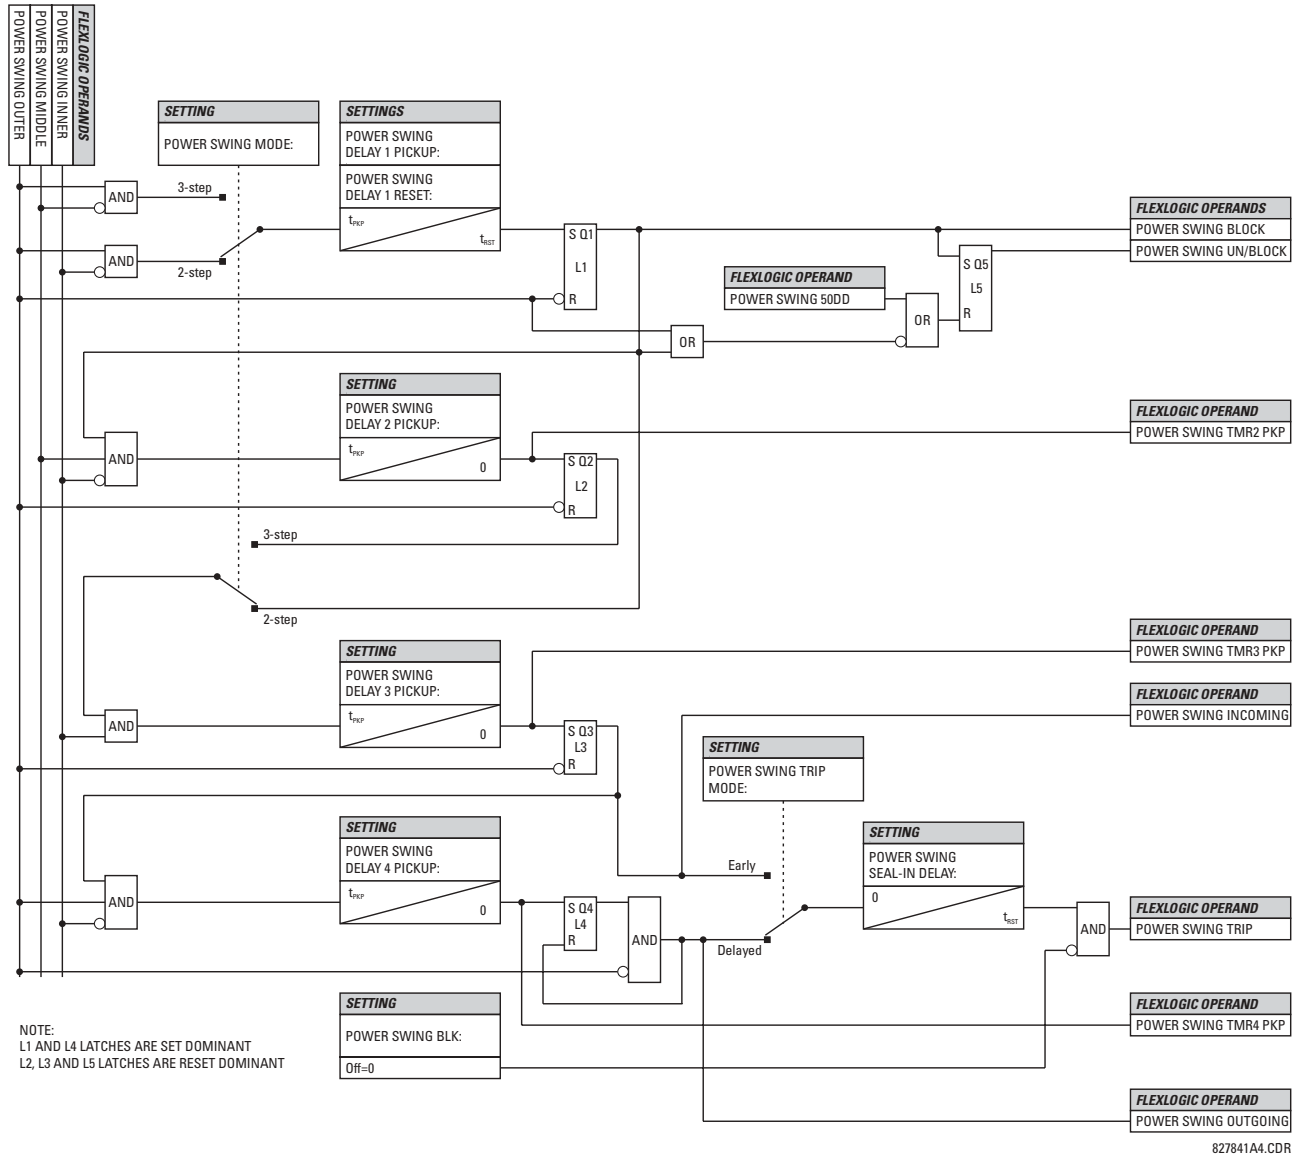 FLEXLOGIC OPERANDS
POWER SWING INNER
POWER SWING MIDDLE
POWER SWING OUTER
SETTING
POWER SWING MODE:
SETTINGS
POWER SWING
DELAY 1 PICKUP:
POWER SWING
DELAY 1 RESET:
tPKP
tRST
AND
3-step
AND
2-step
S Q1
L1
R
FLEXLOGIC OPERANDS
POWER SWING BLOCK
POWER SWING UN/BLOCK
S Q5
L5
R
FLEXLOGIC OPERAND
POWER SWING 50DD
OR
OR
SETTING
POWER SWING
DELAY 2 PICKUP:
tPKP
0
AND
S Q2
L2
R
FLEXLOGIC OPERAND
POWER SWING TMR2 PKP
3-step
2-step
SETTING
POWER SWING
DELAY 3 PICKUP:
tPKP
0
AND
S Q3
L3
R
FLEXLOGIC OPERAND
POWER SWING TMR3 PKP
FLEXLOGIC OPERAND
POWER SWING INCOMING
SETTING
POWER SWING TRIP
MODE:
SETTING
POWER SWING
DELAY 4 PICKUP:
tPKP
0
AND
S Q4
L4
R
AND
Early
Delayed
SETTING
POWER SWING
SEAL-IN DELAY:
0
tRST
AND
FLEXLOGIC OPERAND
POWER SWING TRIP
SETTING
POWER SWING BLK:
Off=0
FLEXLOGIC OPERAND
POWER SWING TMR4 PKP
FLEXLOGIC OPERAND
POWER SWING OUTGOING
NOTE:
L1 AND L4 LATCHES ARE SET DOMINANT
L2, L3 AND L5 LATCHES ARE RESET DOMINANT
827841A4.CDR